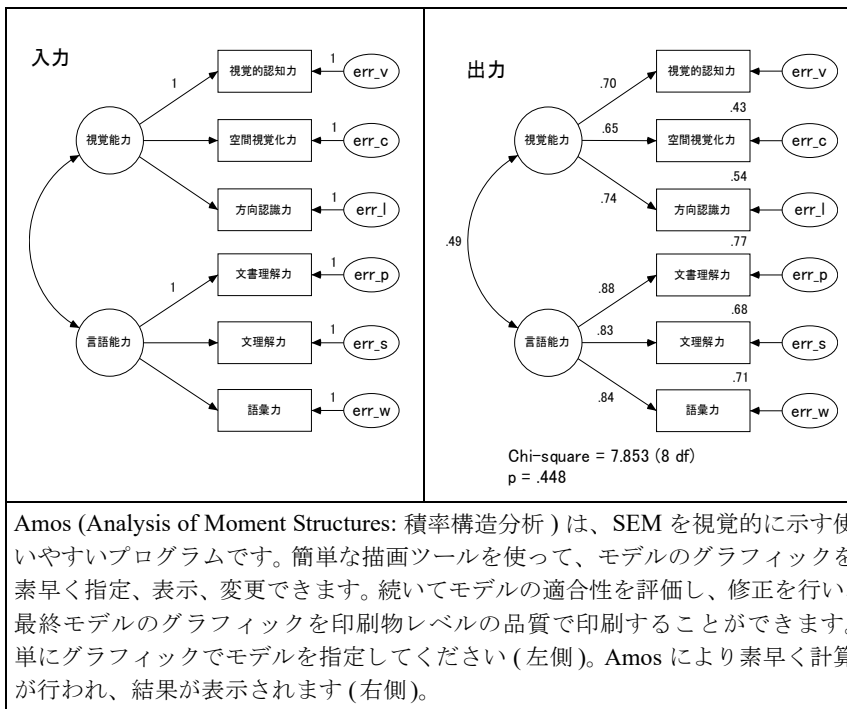 入力
1
視覚的認知力
1
err_v
視覚能力
空間視覚化力
1
err_c
方向認識力
1
err_l
1
文書理解力
1
err_p
言語能力
文理解力
1
err_s
語彙力
1
err_w
出力
.70
視覚的認知力
err_v
.43
視覚能力
.65
空間視覚化力
err_c
.54
.74
方向認識力
err_l
.49
.77
.88
文書理解力
err_p
.68
言語能力
.83
文理解力
err_s
.71
.84
語彙力
err_w
Chi-square = 7.853 (8 df)
p = .448
Amos (Analysis of Moment Structures: 積率構造分析 ) は、SEM を視覚的に示す使
いやすいプログラムです。簡単な描画ツールを使って、モデルのグラフィックを
素早く指定、表示、変更できます。続いてモデルの適合性を評価し、修正を行い
最終モデルのグラフィックを印刷物レベルの品質で印刷することができます。
単にグラフィックでモデルを指定してください ( 左側 )。Amos により素早く計算
が行われ、結果が表示されます ( 右側 )。